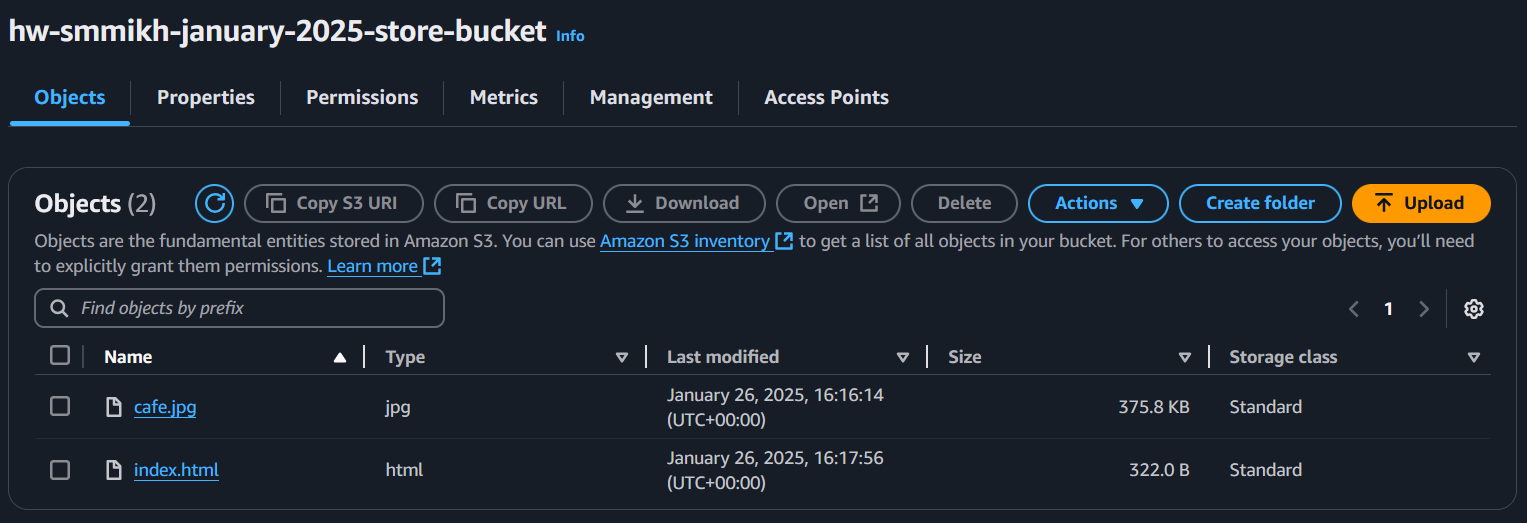 hw-smmikh-january-2025-store-bucket Info
Objects Properties Permissions Metrics Management Access Points
Objects (2) Copy S3 URI Copy URL Download Open Delete Actions Create folder Upload
Objects are the fundamental entities stored in Amazon S3. You can use Amazon S3 inventory to get a list of all objects in your bucket. For others to access your objects, you’ll need
to explicitly grant them permissions. Learn more
Find objects by prefix 1
Name Type Last modified Size Storage class
cafe.jpg jpg January 26, 2025, 16:16:14 (UTC+00:00) 375.8 KB Standard
index.html html January 26, 2025, 16:17:56 (UTC+00:00) 322.0 B Standard